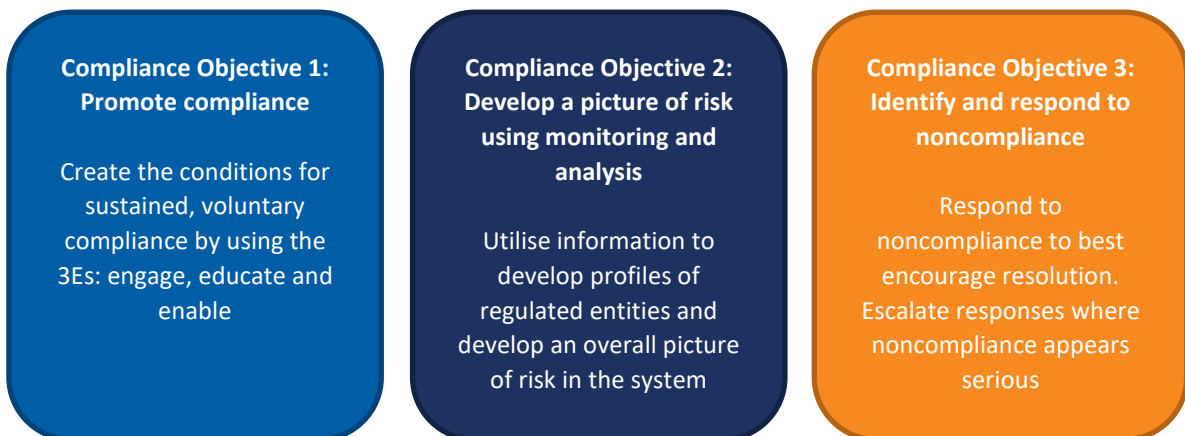 Compliance Objective 1:
Promote compliance
Create the conditions for
sustained, voluntary
compliance by using the
3Es: engage, educate and
enable
Compliance Objective 2:
Develop a picture of risk
using monitoring and
analysis
Utilise information to
develop profiles of
regulated entities and
develop an overall picture
of risk in the system
Compliance Objective 3:
Identify and respond to
noncompliance
Respond to
noncompliance to best
encourage resolution.
Escalate responses where
noncompliance appears
serious